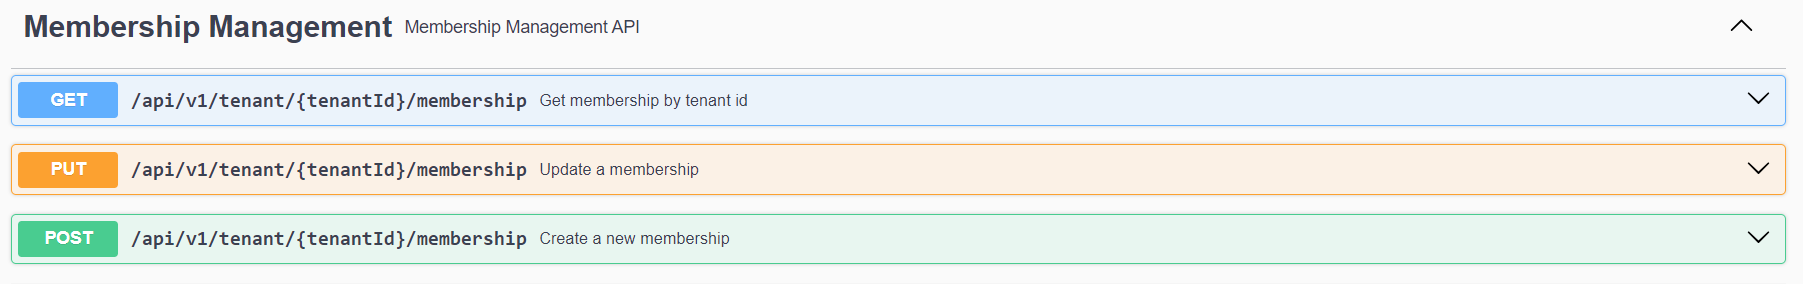 Membership Management Membership Management API
GET /api/v1/tenant/{tenantId}/membership Get membership by tenant id
PUT /api/v1/tenant/{tenantId}/membership Update a membership
POST /api/v1/tenant/{tenantId}/membership Create a new membership